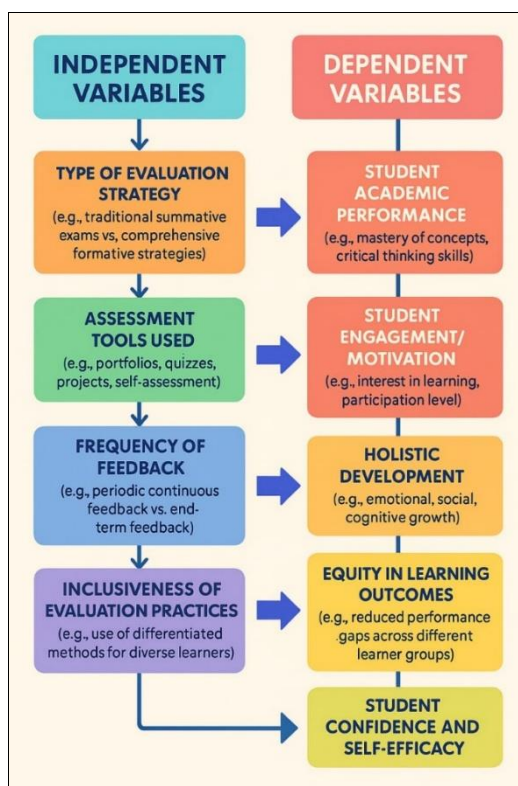 INDEPENDENT
VARIABLES
DEPENDENT
VARIABLES
TYPE OF EVALUATION
STRATEGY
(e.g., traditional summative
exams vs, comprehensive
formative strategies)
STUDENT
ACADEMIC
PERFORMANCE
(e.g., mastery of concepts,
critical thinking skills)
ASSESSMENT
TOOLS USED
(e.g., portfolios, quizzes,
projects, self-assessment)
STUDENT
ENGAGEMENT/
MOTIVATION
(e.g., interest in learning,
participation level)
FREQUENCY OF
FEEDBACK
(e.g., periodic continuous
feedback vs. end-
term feedback)
HOLISTIC
DEVELOPMENT
(e.g., emotional, social,
cognitive growth)
INCLUSIVENESS OF
EVALUATION PRACTICES
(e.g., use of differentiated
methods for diverse learners)
EQUITY IN LEARNING
OUTCOMES
(e.g., reduced performance
.gaps across different
learner groups)
STUDENT
CONFIDENCE AND
SELF-EFFICACY